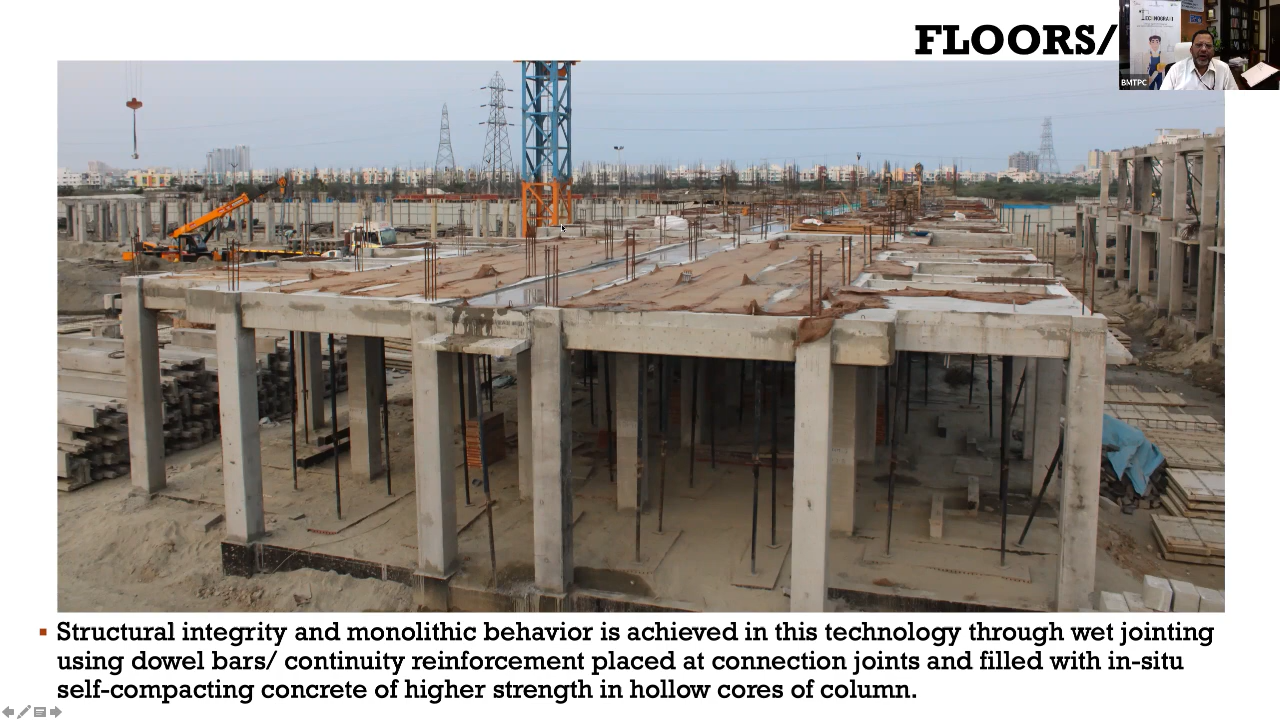 FLOORS/
BMTPC
▪ Structural integrity and monolithic behavior is achieved in this technology through wet jointing
using dowel bars/ continuity reinforcement placed at connection joints and filled with in-situ
self-compacting concrete of higher strength in hollow cores of column.